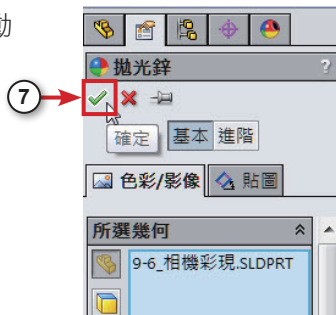 動
拋光鋅
?
7
確定
基本 進階
色彩/影像 貼圖
所選幾何
9-6_相機彩現.SLDPRT